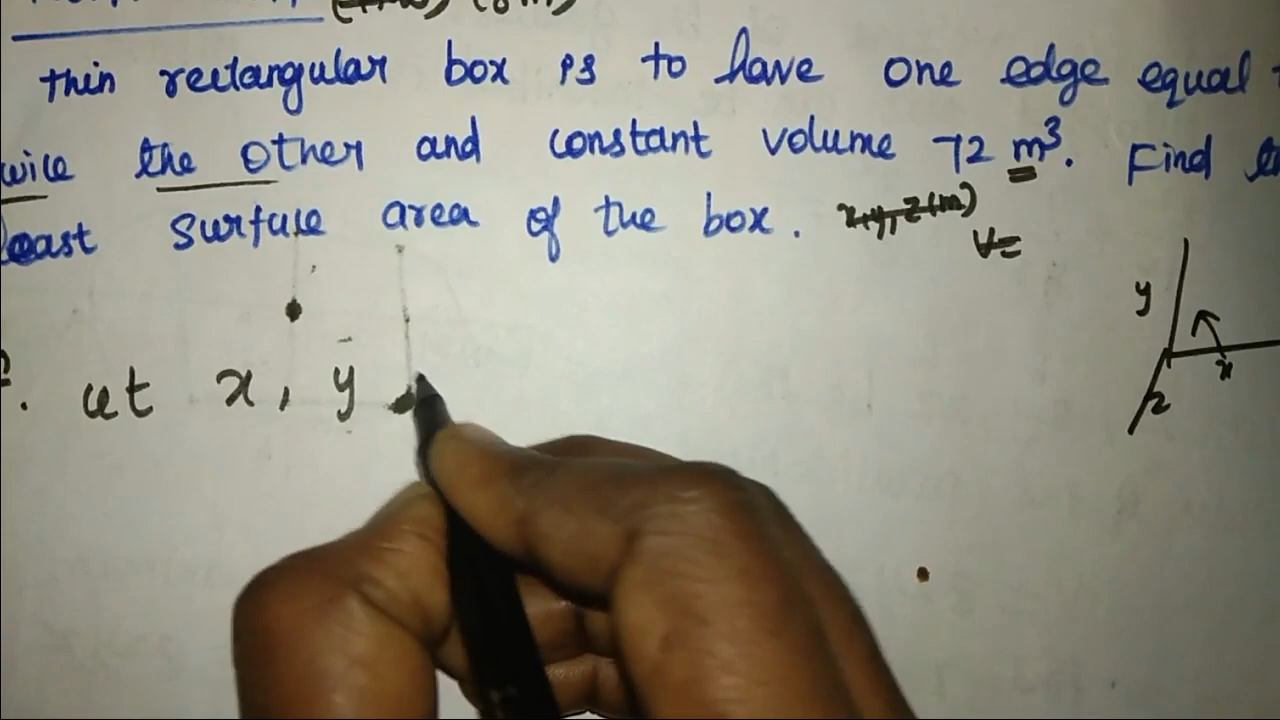 thin rectangular box is to have one edge equal
wice the other and constant volume 72 m³. Find
east surface area of the box. x, y, z (m)
V=
y
x
z
let x, y